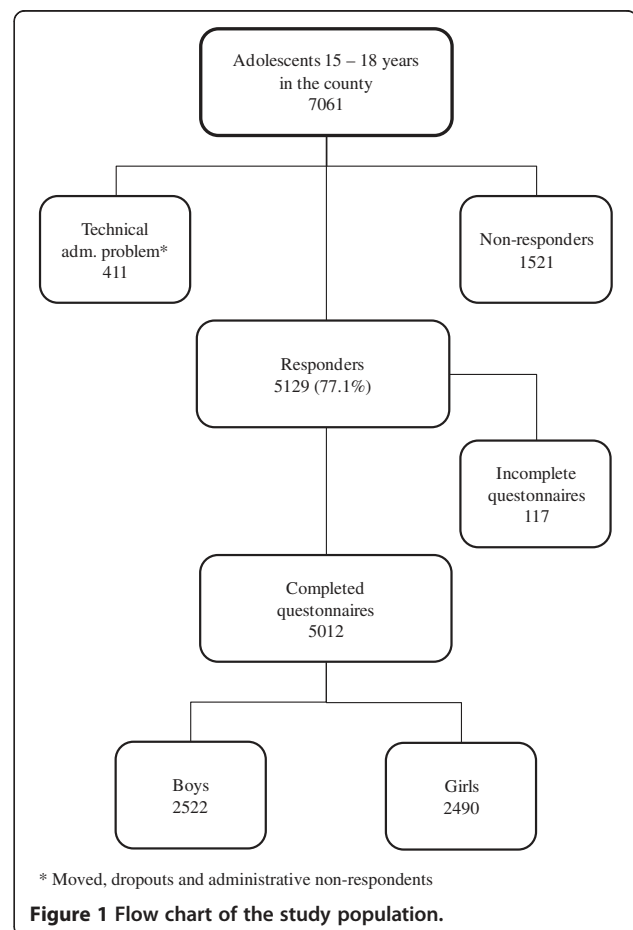 Adolescents 15 – 18 years
in the county
7061
Technical
adm. problem*
411
Non-responders
1521
Responders
5129 (77.1%)
Incomplete
questonnaires
117
Completed
questonnaires
5012
Boys
2522
Girls
2490
* Moved, dropouts and administrative non-respondents
Figure 1 Flow chart of the study population.